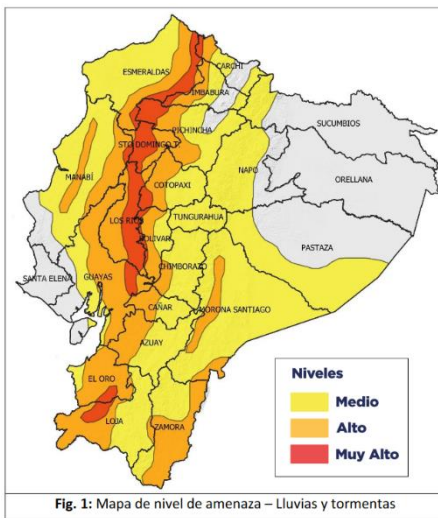 CARCHI
ESMERALDAS
IMBABURA
SUCUMBIOS
PICHINCHA
STO DOMINGO T.
NAPO
ORELLANA
MANABÍ
COTOPAXI
LOS RIOS
TUNGURAHUA
BOLIVAR
PASTAZA
SANTA ELENA
GUAYAS
CHIMBORAZO
MORONA SANTIAGO
CAÑAR
AZUAY
EL ORO
LOJA
ZAMORA
Niveles
Medio
Alto
Muy Alto
Fig. 1: Mapa de nivel de amenaza – Lluvias y tormentas